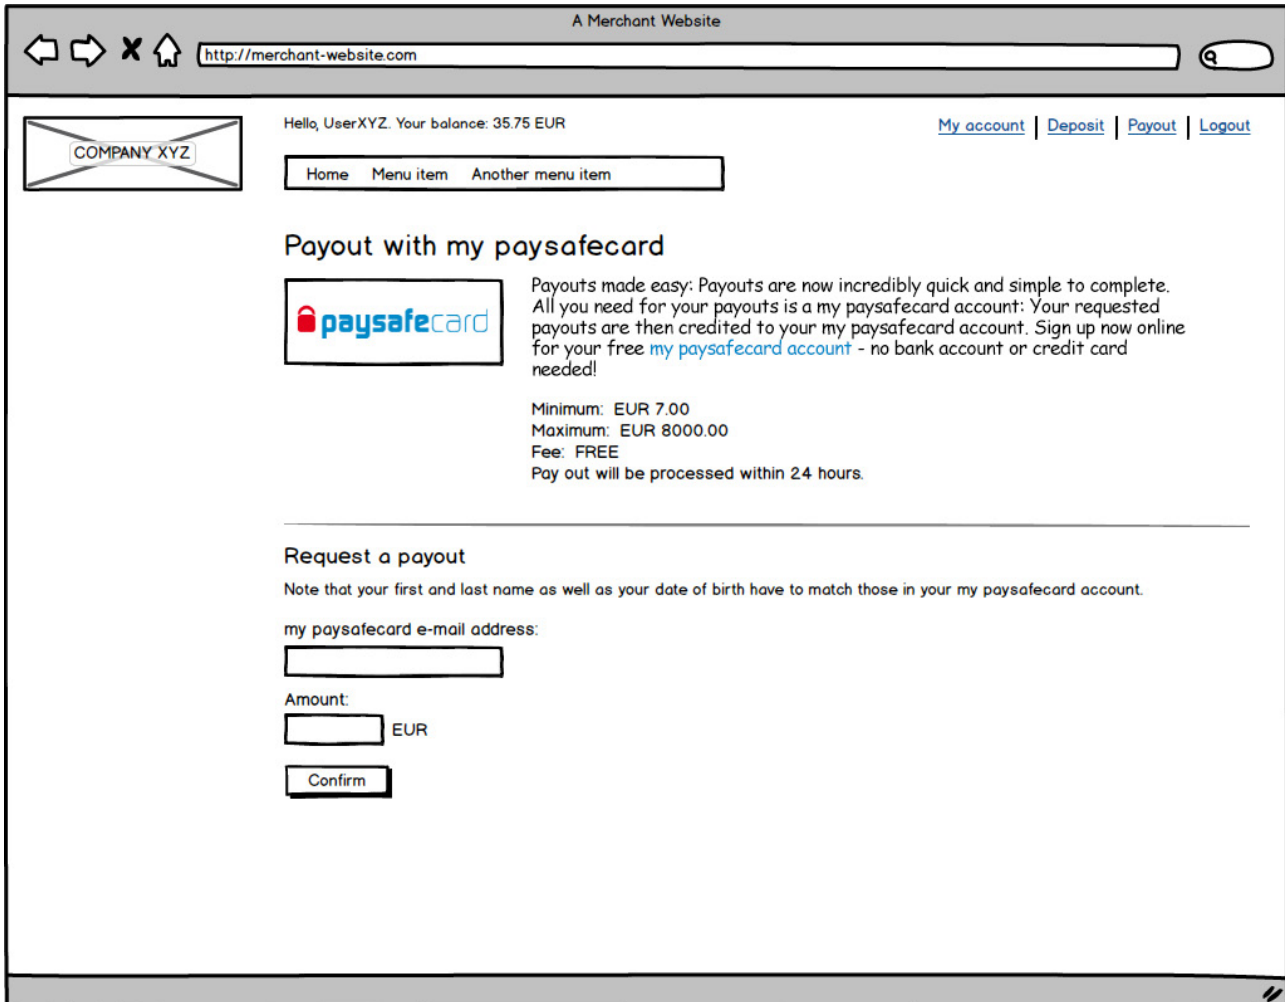 A Merchant Website
http://merchant-website.com
COMPANY XYZ
Hello, UserXYZ. Your balance: 35.75 EUR
My account | Deposit | Payout | Logout
Home Menu item Another menu item
Payout with my paysafecard
paysafecard
Payouts made easy: Payouts are now incredibly quick and simple to complete.
All you need for your payouts is a my paysafecard account: Your requested
payouts are then credited to your my paysafecard account. Sign up now online
for your free my paysafecard account - no bank account or credit card
needed!
Minimum: EUR 7.00
Maximum: EUR 8000.00
Fee: FREE
Pay out will be processed within 24 hours.
Request a payout
Note that your first and last name as well as your date of birth have to match those in your my paysafecard account.
my paysafecard e-mail address:
Amount:
EUR
Confirm